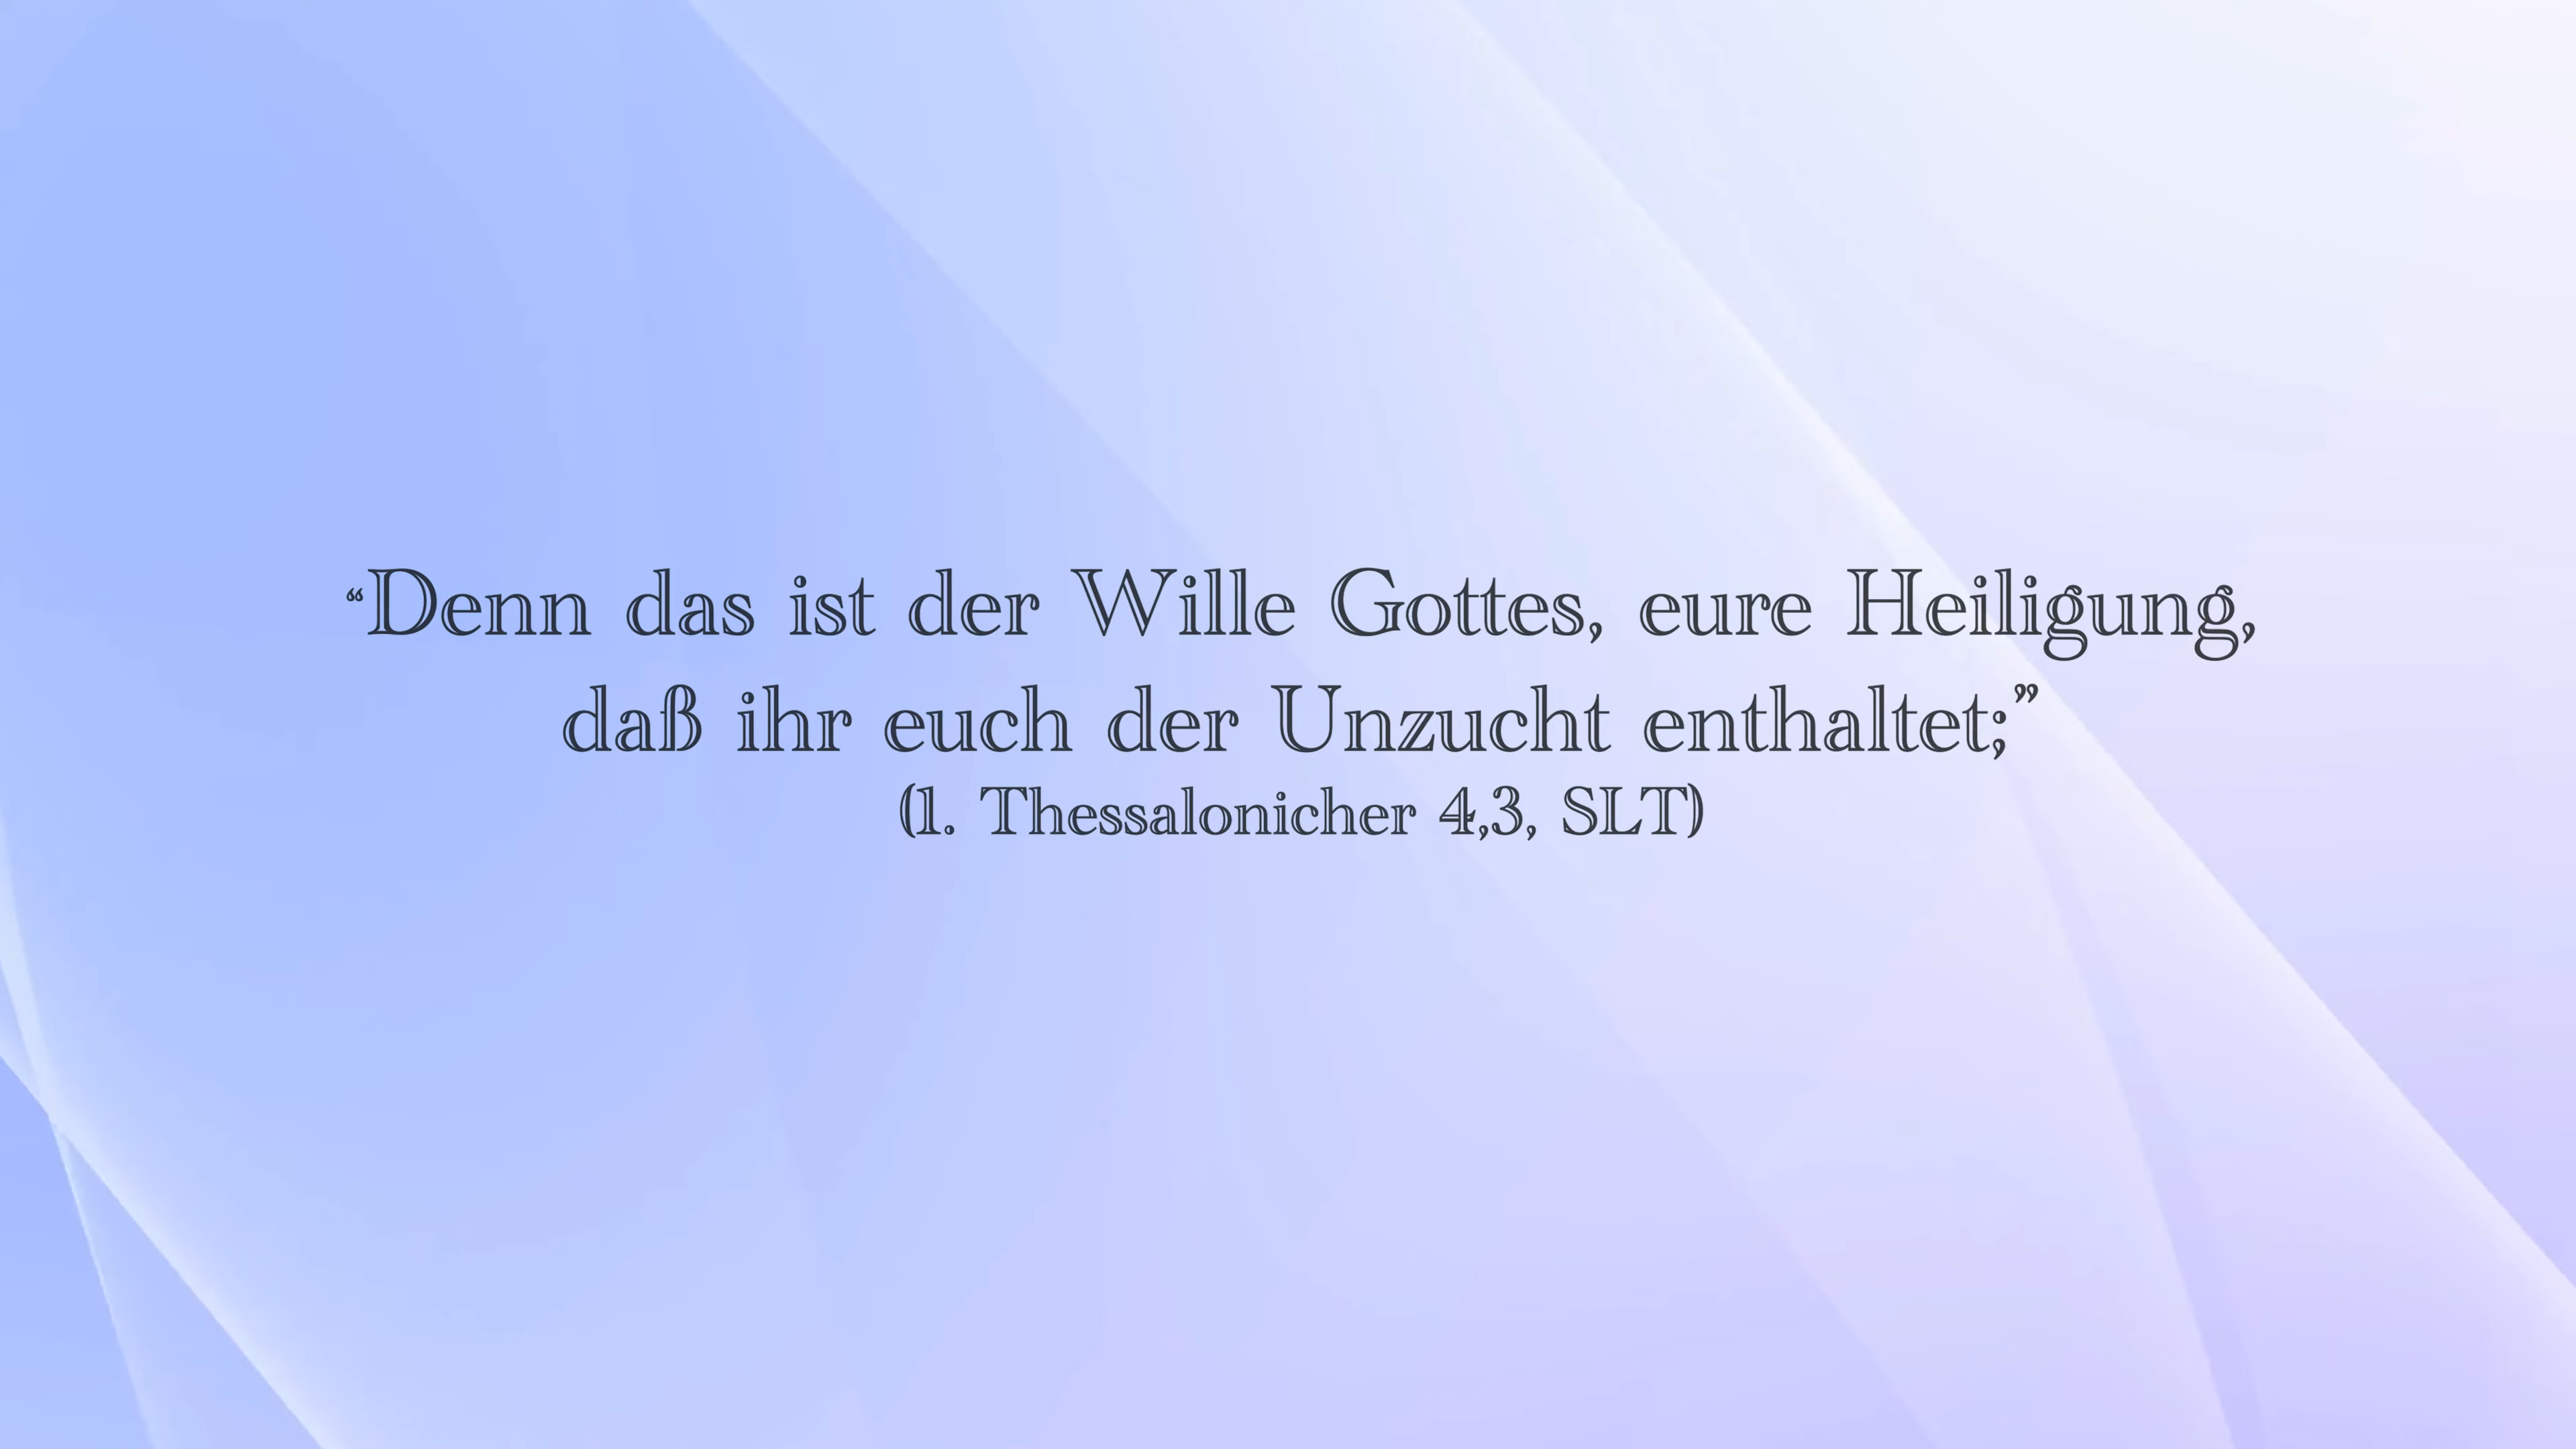 “Denn das ist der Wille Gottes, eure Heiligung,
daß ihr euch der Unzucht enthaltet;”
(1. Thessalonicher 4,3, SLT)